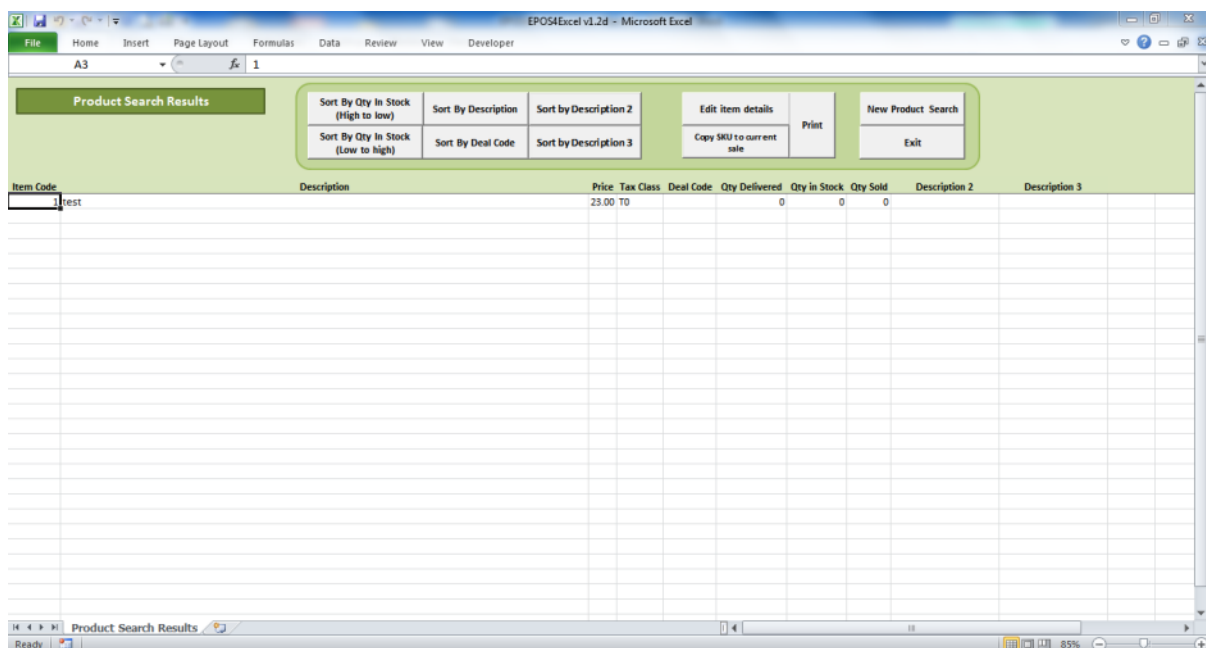 EPOS4Excel v1.2d - Microsoft Excel
File Home Insert Page Layout Formulas Data Review View Developer
A3 fx 1
Product Search Results
Sort By Qty In Stock
(High to low)
Sort By Description
Sort by Description 2
Edit item details
Print
New Product Search
Sort By Qty In Stock
(Low to high)
Sort By Deal Code
Sort by Description 3
Copy SKU to current
sale
Exit
Item Code Description Price Tax Class Deal Code Qty Delivered Qty in Stock Qty Sold Description 2 Description 3
1 test 23.00 T0 0 0 0
Product Search Results
Ready 85%